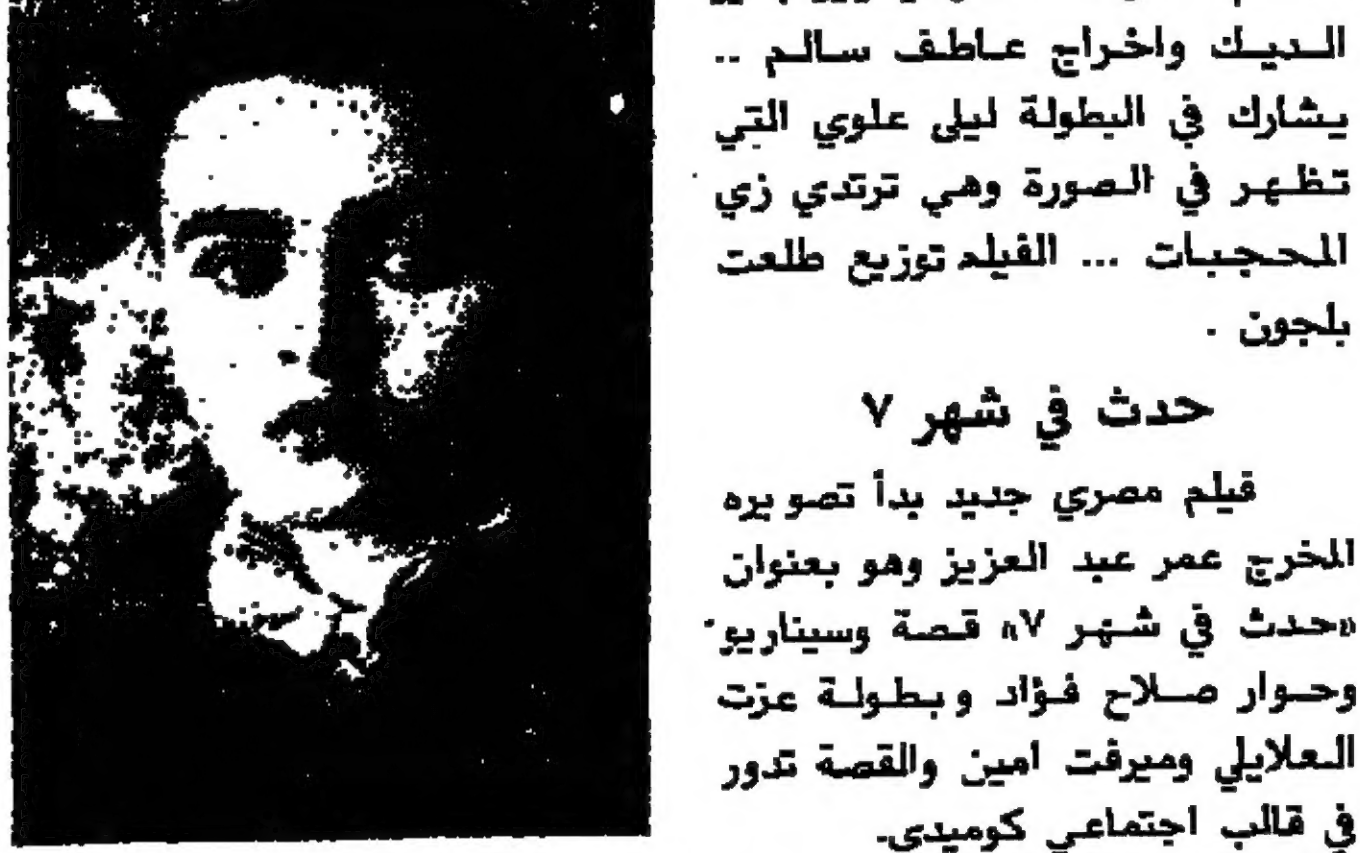 الديك واخراج عاطف سالم ..
يشارك في البطولة ليلى علوي التي
تظهر في الصورة وهي ترتدي زي
المحجبات ... الفيلم توزيع طلعت
بلجون .
حدث في شهر ٧
فيلم مصري جديد بدأ تصويره
المخرج عمر عبد العزيز وهو بعنوان
«حدث في شهر ٧» قصة وسيناريو
وحوار صلاح فؤاد وبطولة عزت
العلايلي وميرفت امين والقصة تدور
في قالب اجتماعي كوميدي.